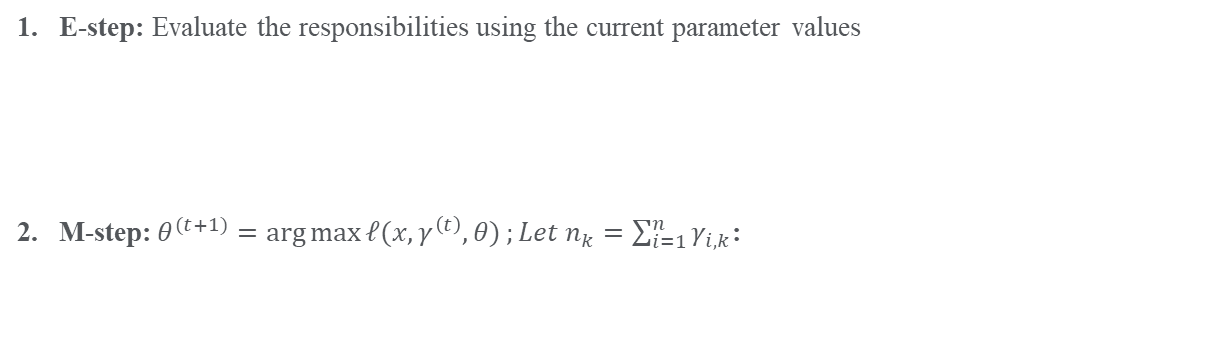 1. E-step: Evaluate the responsibilities using the current parameter values
2. M-step: θ^(t+1) = arg max ℓ(x, γ^(t), θ) ; Let n_k = ∑_{i=1}^n γ_{i,k}: